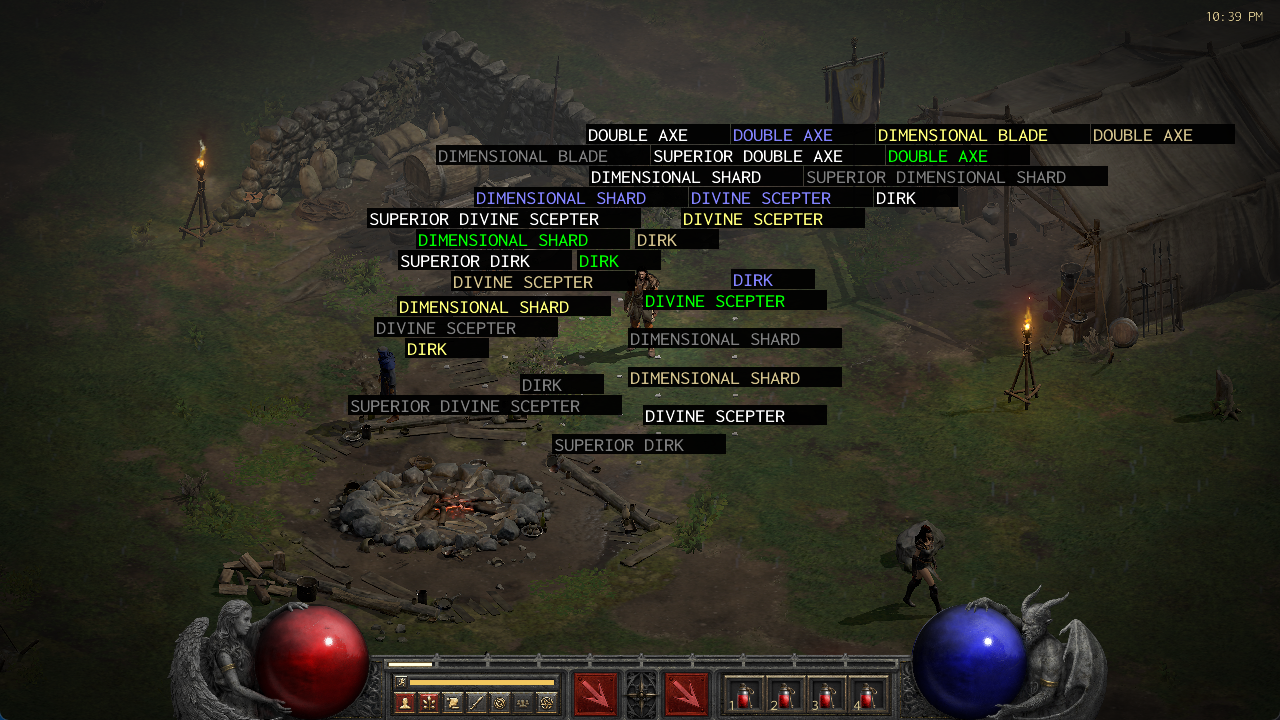 10:39 PM
DOUBLE AXE DOUBLE AXE DIMENSIONAL BLADE DOUBLE AXE
DIMENSIONAL BLADE SUPERIOR DOUBLE AXE DOUBLE AXE
DIMENSIONAL SHARD SUPERIOR DIMENSIONAL SHARD
DIMENSIONAL SHARD DIVINE SCEPTER DIRK
SUPERIOR DIVINE SCEPTER DIVINE SCEPTER
DIMENSIONAL SHARD DIRK
SUPERIOR DIRK DIRK
DIVINE SCEPTER DIRK
DIMENSIONAL SHARD DIVINE SCEPTER
DIVINE SCEPTER DIMENSIONAL SHARD
DIRK
DIRK DIMENSIONAL SHARD
SUPERIOR DIVINE SCEPTER DIVINE SCEPTER
SUPERIOR DIRK
1 2 3 4